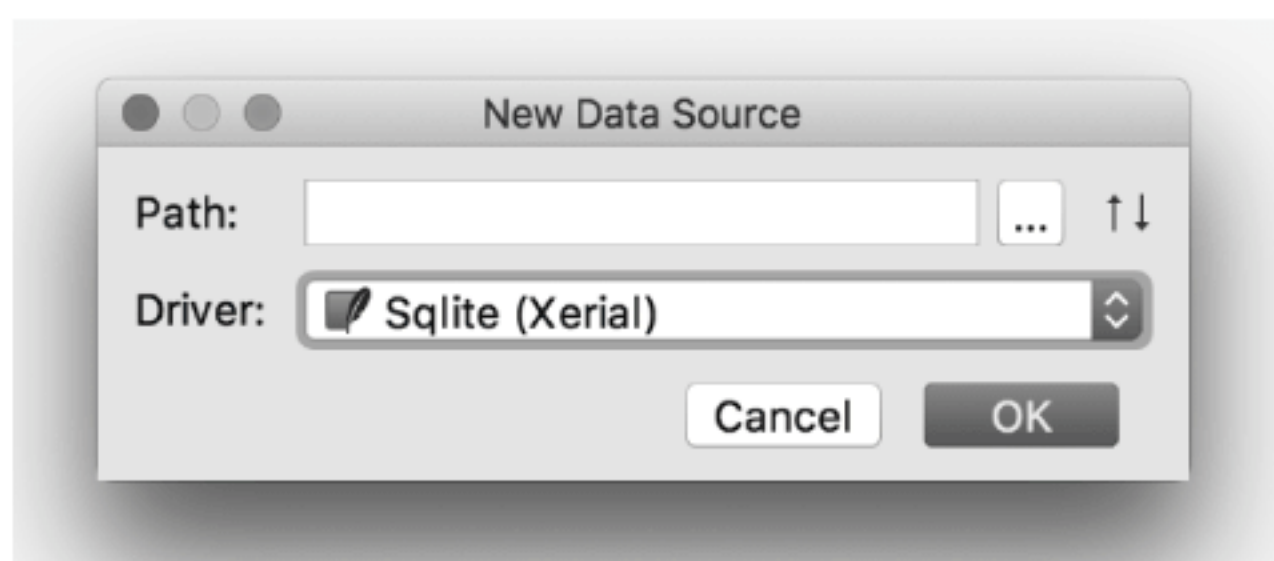 New Data Source
Path: ... ↑↓
Driver: Sqlite (Xerial)
Cancel OK